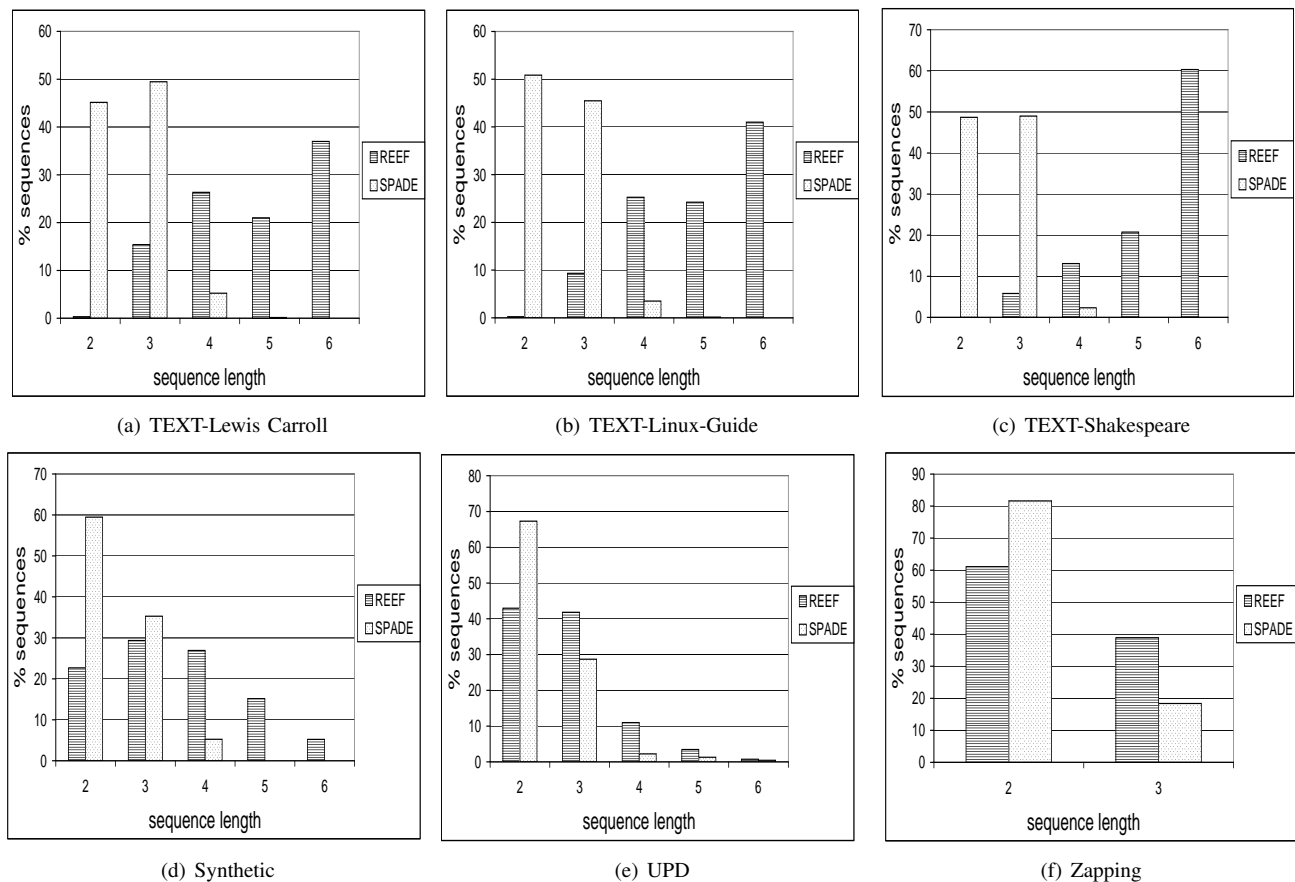 60
50
40
30
20
10
0
% sequences
2 3 4 5 6
sequence length
REEF
SPADE
(a) TEXT-Lewis Carroll
60
50
40
30
20
10
0
% sequences
2 3 4 5 6
sequence length
REEF
SPADE
(b) TEXT-Linux-Guide
70
60
50
40
30
20
10
0
% sequences
2 3 4 5 6
sequence length
REEF
SPADE
(c) TEXT-Shakespeare
70
60
50
40
30
20
10
0
% sequences
2 3 4 5 6
sequence length
REEF
SPADE
(d) Synthetic
80
70
60
50
40
30
20
10
0
% sequences
2 3 4 5 6
sequence length
REEF
SPADE
(e) UPD
90
80
70
60
50
40
30
20
10
0
% sequences
2 3
sequence length
REEF
SPADE
(f) Zapping